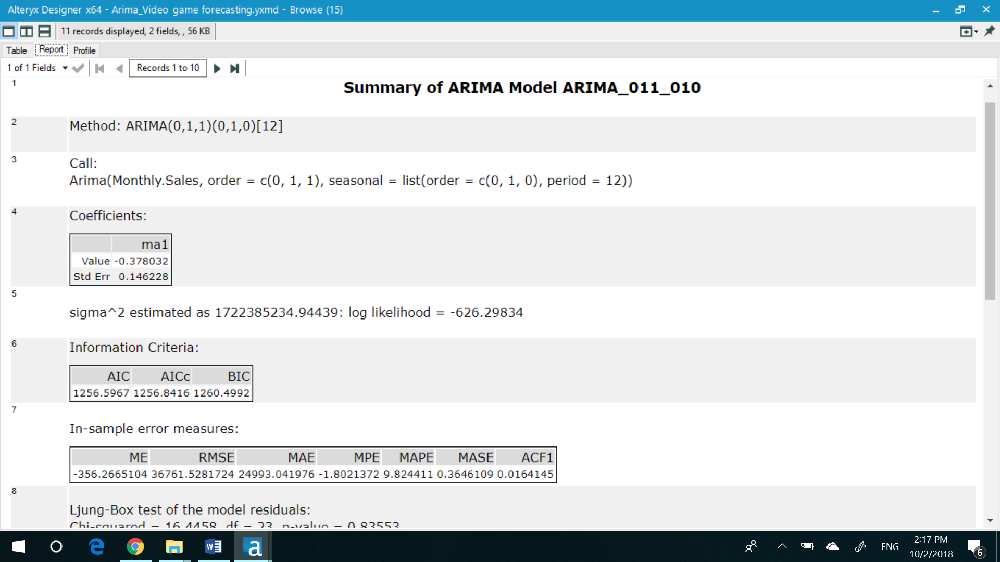 Alteryx Designer x64 - Arima_Video game forecasting.yxmd - Browse (15)
11 records displayed, 2 fields, , 56 KB
Table Report Profile
1 of 1 Fields Records 1 to 10
1 Summary of ARIMA Model ARIMA_011_010
2 Method: ARIMA(0,1,1)(0,1,0)[12]
3 Call:
Arima(Monthly.Sales, order = c(0, 1, 1), seasonal = list(order = c(0, 1, 0), period = 12))
4 Coefficients:
ma1
Value -0.378032
Std Err 0.146228
5
sigma^2 estimated as 1722385234.94439: log likelihood = -626.29834
6 Information Criteria:
AIC AICc BIC
1256.5967 1256.8416 1260.4992
7
In-sample error measures:
ME RMSE MAE MPE MAPE MASE ACF1
-356.2665104 36761.5281724 24993.041976 -1.8021372 9.824411 0.3646109 0.0164145
8
Ljung-Box test of the model residuals:
Chi-squared = 16.4458, df = 23, p-value = 0.83553
ENG 2:17 PM
10/2/2018 6